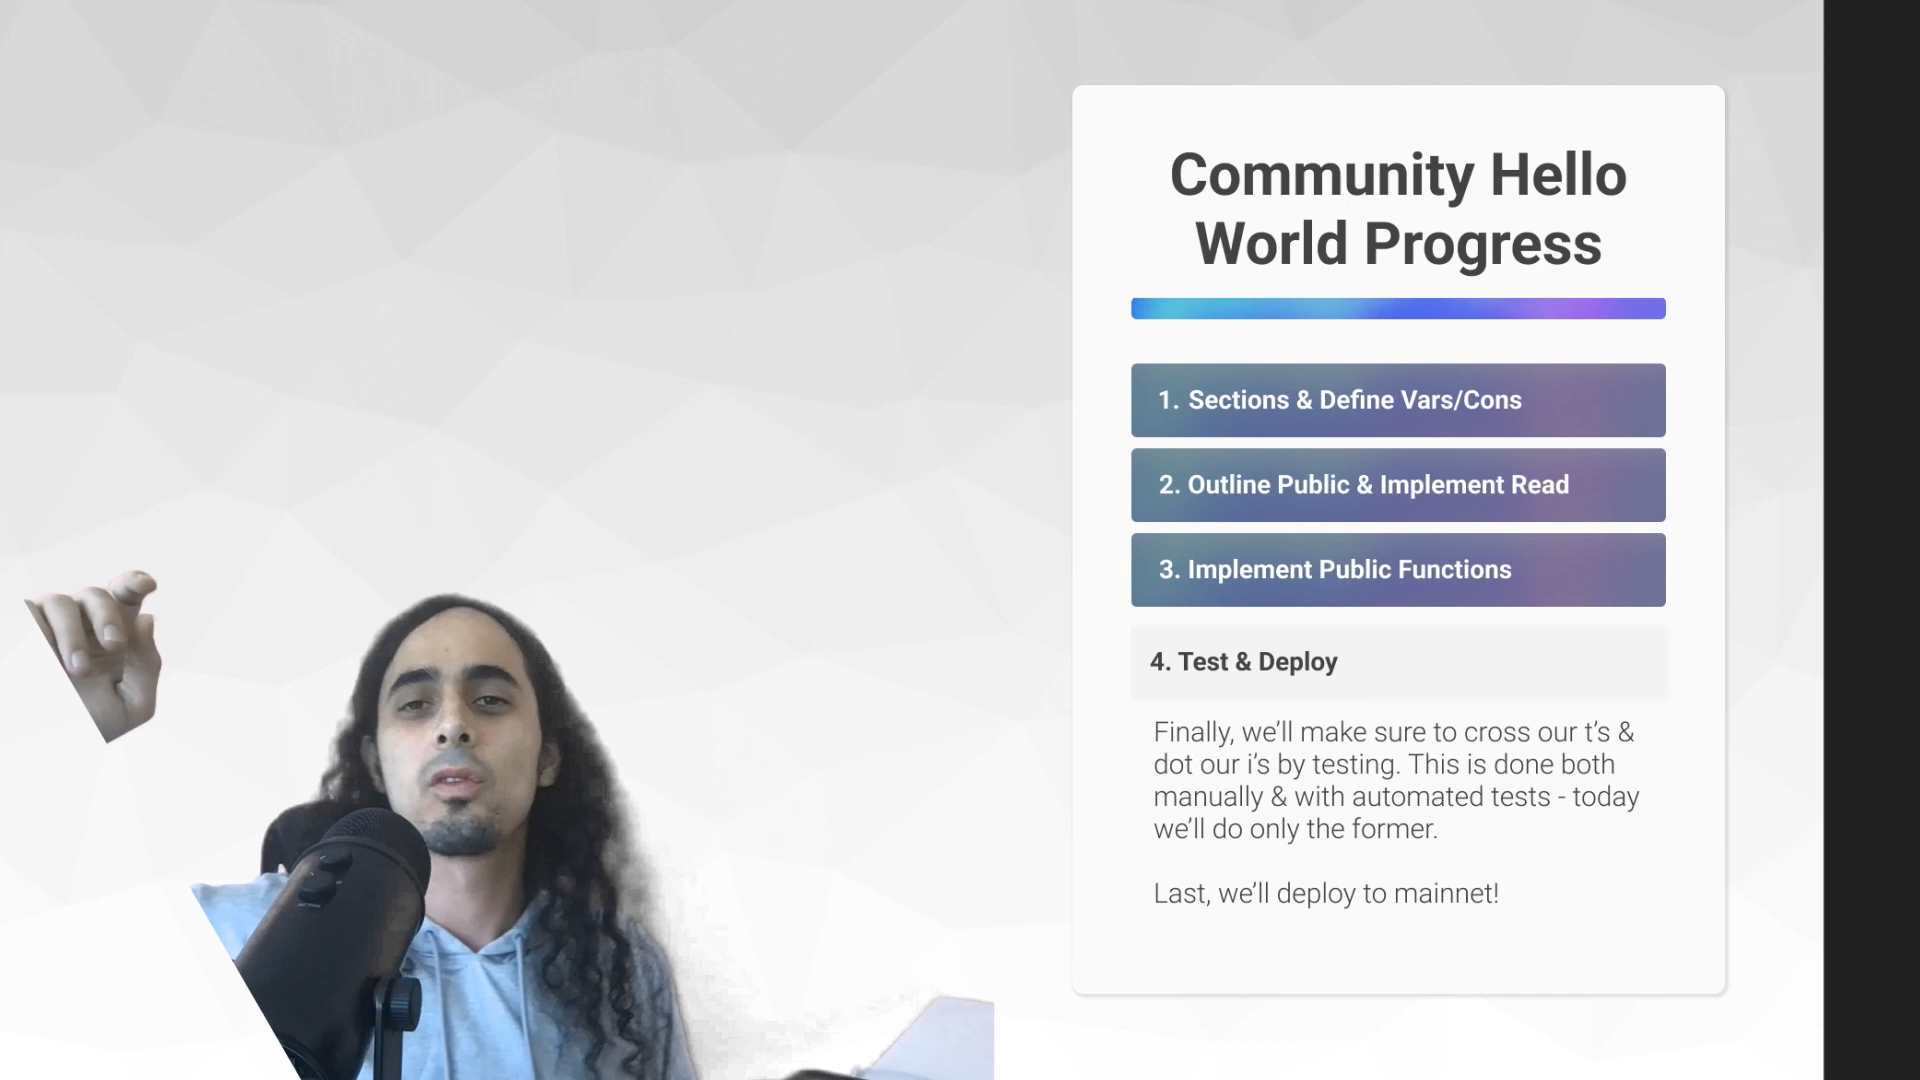 Community Hello
World Progress
1. Sections & Define Vars/Cons
2. Outline Public & Implement Read
3. Implement Public Functions
4. Test & Deploy
Finally, we’ll make sure to cross our t’s &
dot our i’s by testing. This is done both
manually & with automated tests - today
we’ll do only the former.
Last, we’ll deploy to mainnet!